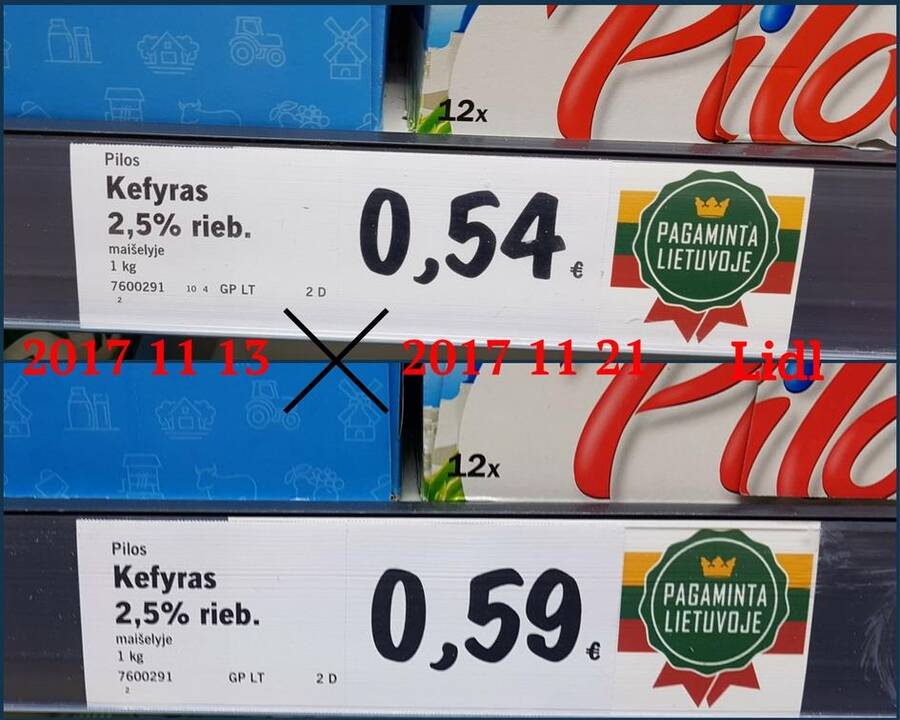 12x
Pilos
Pilos
Kefyras
2,5% rieb.
maišelyje
1 kg
7600291 10 4 GP LT 2 D
2
0,54 €
PAGAMINTA
LIETUVOJE
2017 11 13 2017 11 21 Lidl
12x
Pilos
Kefyras
2,5% rieb.
maišelyje
1 kg
7600291 GP LT 2 D
2
0,59 €
PAGAMINTA
LIETUVOJE